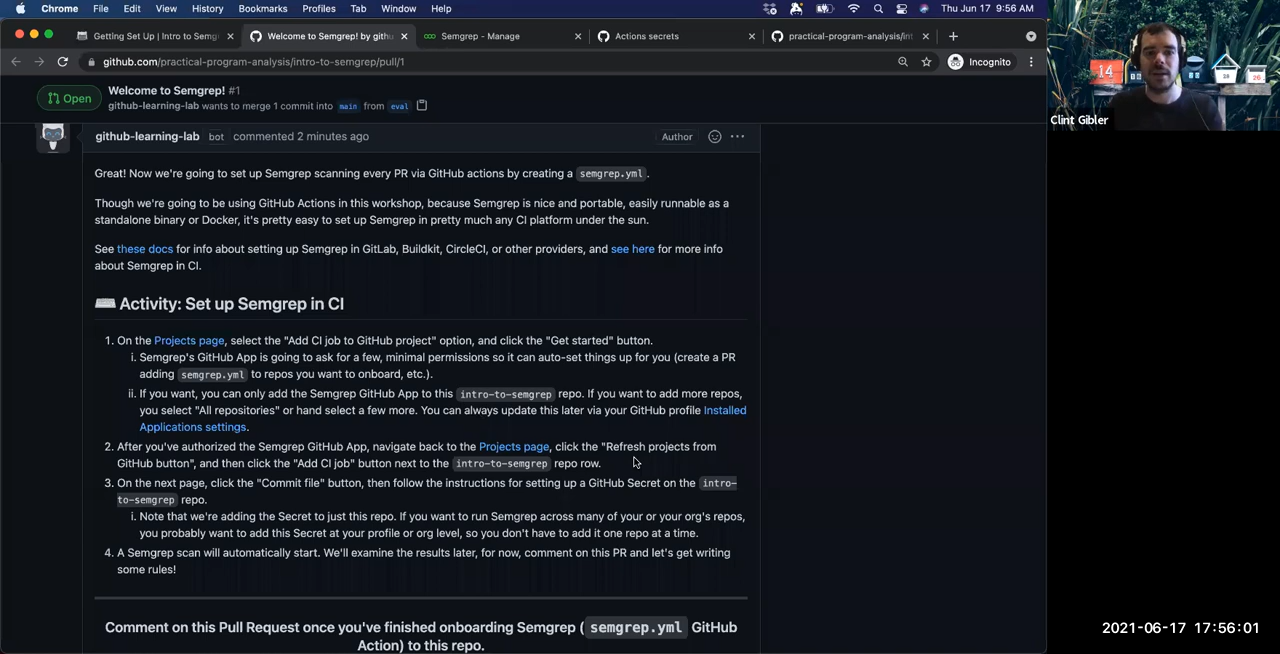 Chrome File Edit View History Bookmarks Profiles Tab Window Help Thu Jun 17 9:56 AM
Getting Set Up | Intro to Semg
Welcome to Semgrep! by githu
Semgrep - Manage
Actions secrets
practical-program-analysis/int
github.com/practical-program-analysis/intro-to-semgrep/pull/1 Incognito
14
Clint Gibler
Open
Welcome to Semgrep! #1
github-learning-lab wants to merge 1 commit into main from eval
github-learning-lab bot commented 2 minutes ago Author
Great! Now we're going to set up Semgrep scanning every PR via GitHub actions by creating a semgrep.yml.
Though we're going to be using GitHub Actions in this workshop, because Semgrep is nice and portable, easily runnable as a
standalone binary or Docker, it's pretty easy to set up Semgrep in pretty much any CI platform under the sun.
See these docs for info about setting up Semgrep in GitLab, Buildkit, CircleCI, or other providers, and see here for more info
about Semgrep in CI.
Activity: Set up Semgrep in CI
1. On the Projects page, select the "Add CI job to GitHub project" option, and click the "Get started" button.
i. Semgrep's GitHub App is going to ask for a few, minimal permissions so it can auto-set things up for you (create a PR
adding semgrep.yml to repos you want to onboard, etc.).
ii. If you want, you can only add the Semgrep GitHub App to this intro-to-semgrep repo. If you want to add more repos,
you select "All repositories" or hand select a few more. You can always update this later via your GitHub profile Installed
Applications settings.
2. After you've authorized the Semgrep GitHub App, navigate back to the Projects page, click the "Refresh projects from
GitHub button", and then click the "Add CI job" button next to the intro-to-semgrep repo row.
3. On the next page, click the "Commit file" button, then follow the instructions for setting up a GitHub Secret on the intro-
to-semgrep repo.
i. Note that we're adding the Secret to just this repo. If you want to run Semgrep across many of your or your org's repos,
you probably want to add this Secret at your profile or org level, so you don't have to add it one repo at a time.
4. A Semgrep scan will automatically start. We'll examine the results later, for now, comment on this PR and let's get writing
some rules!
Comment on this Pull Request once you've finished onboarding Semgrep ( semgrep.yml GitHub
Action) to this repo.
2021-06-17 17:56:01